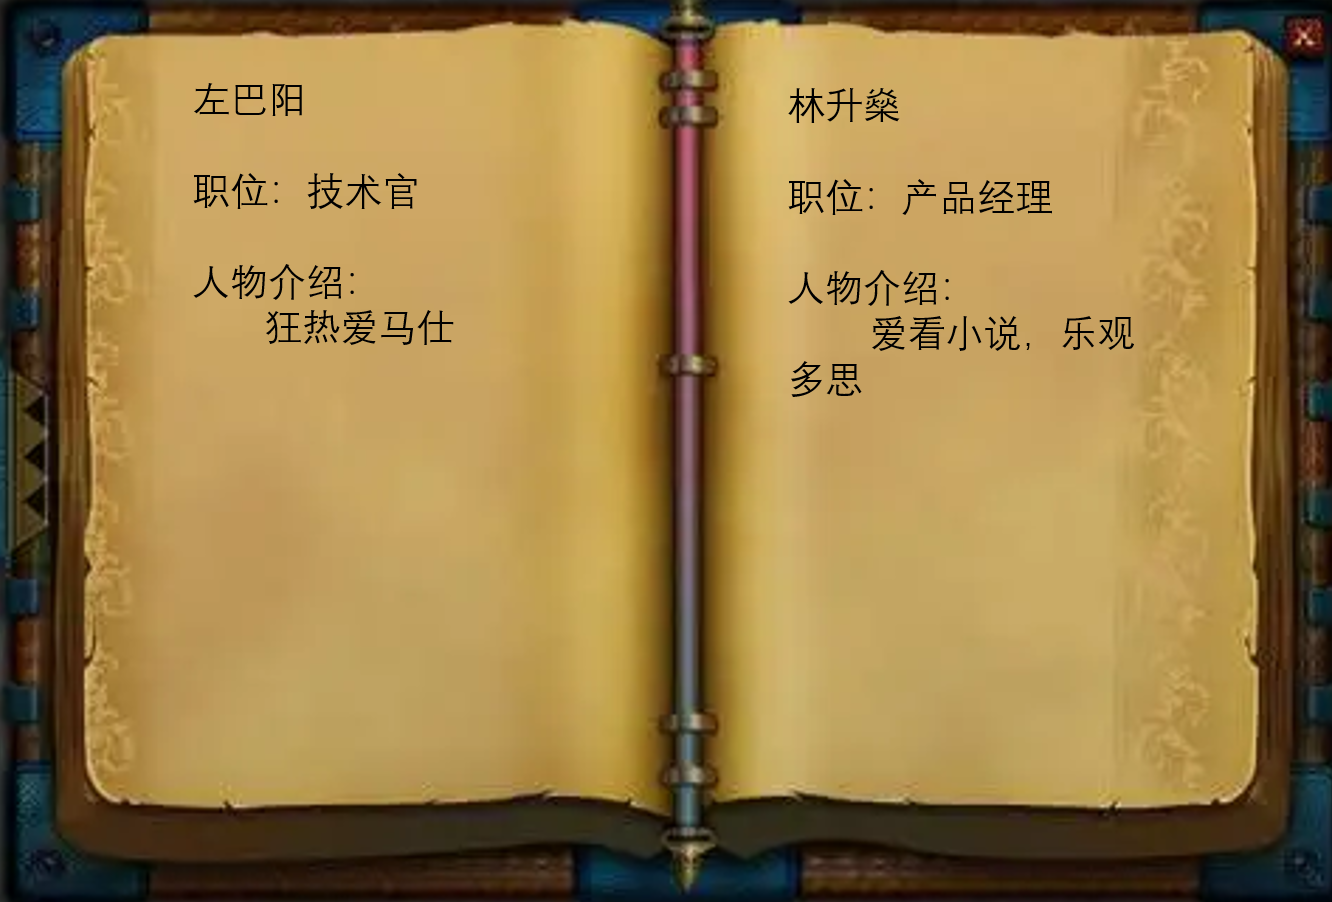 左巴阳
职位：技术官
人物介绍：
狂热爱马仕
林升燊
职位：产品经理
人物介绍：
爱看小说，乐观
多思